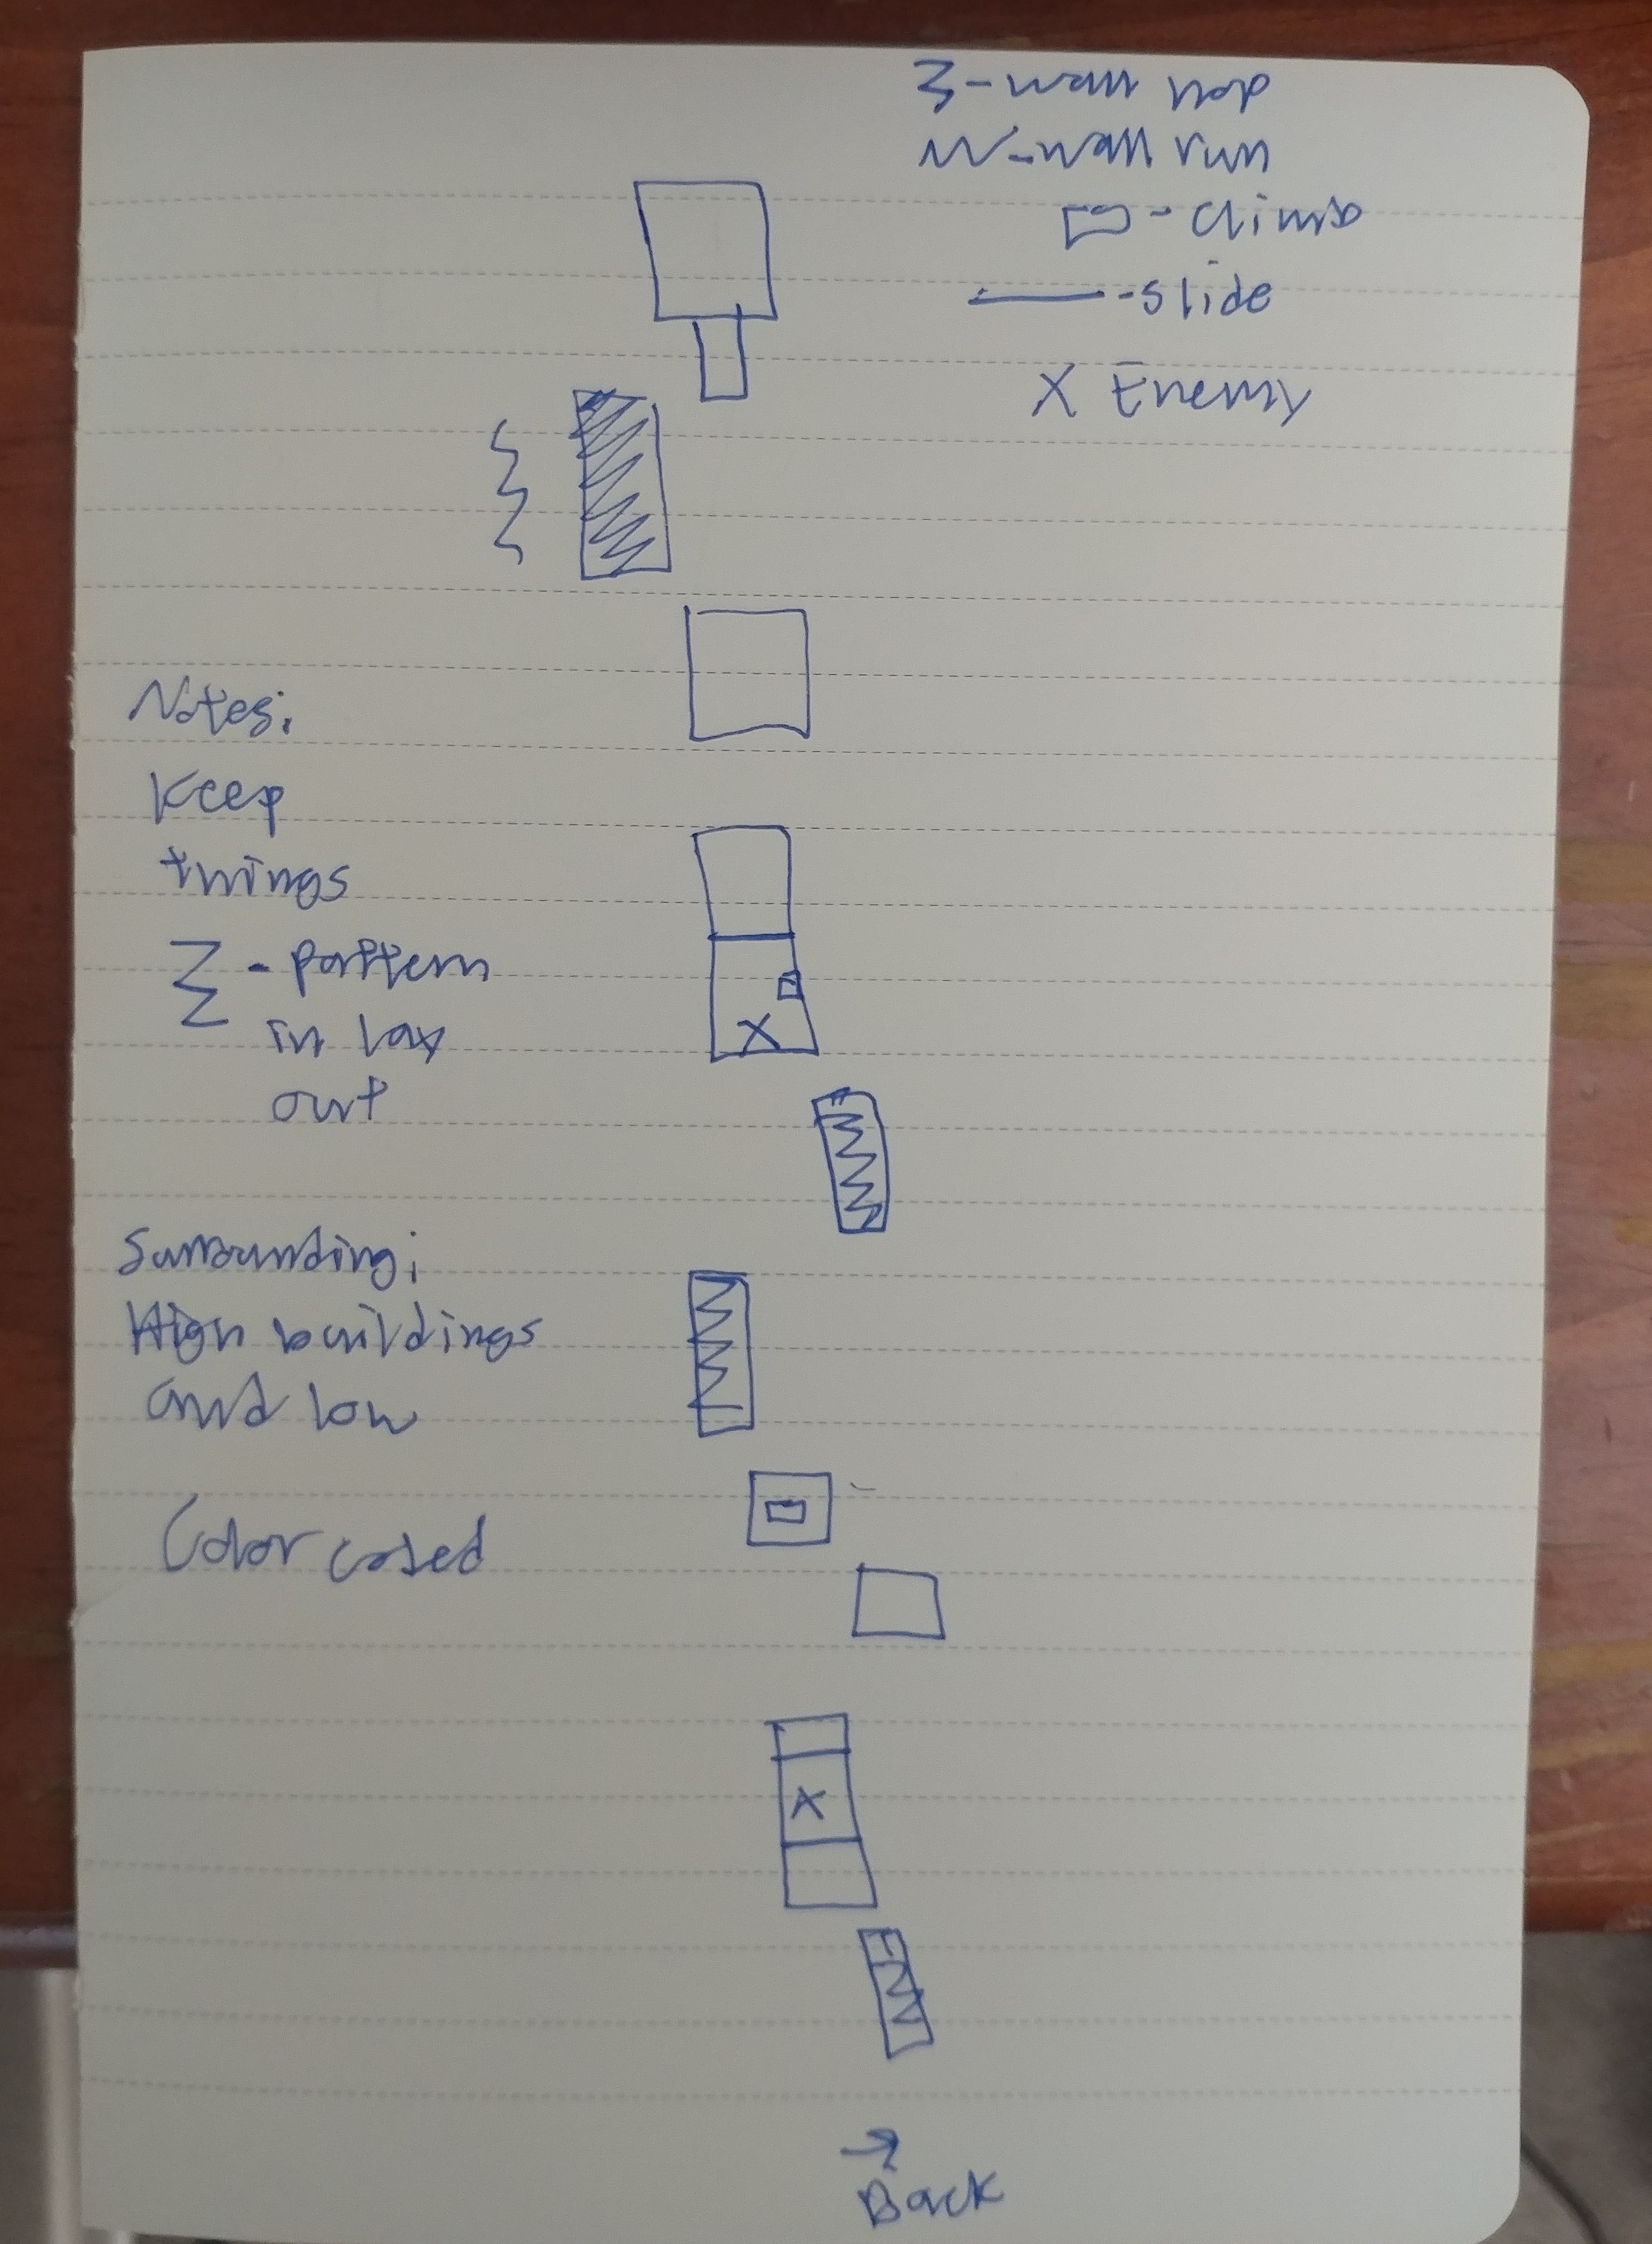 ξ - wall hop
W - wall run
▭ - climb
— - slide
X Enemy
Notes:
Keep
things
Σ - pattern
in lay
out
Surrounding:
High buildings
and low
Color coded
X
X
→
Back